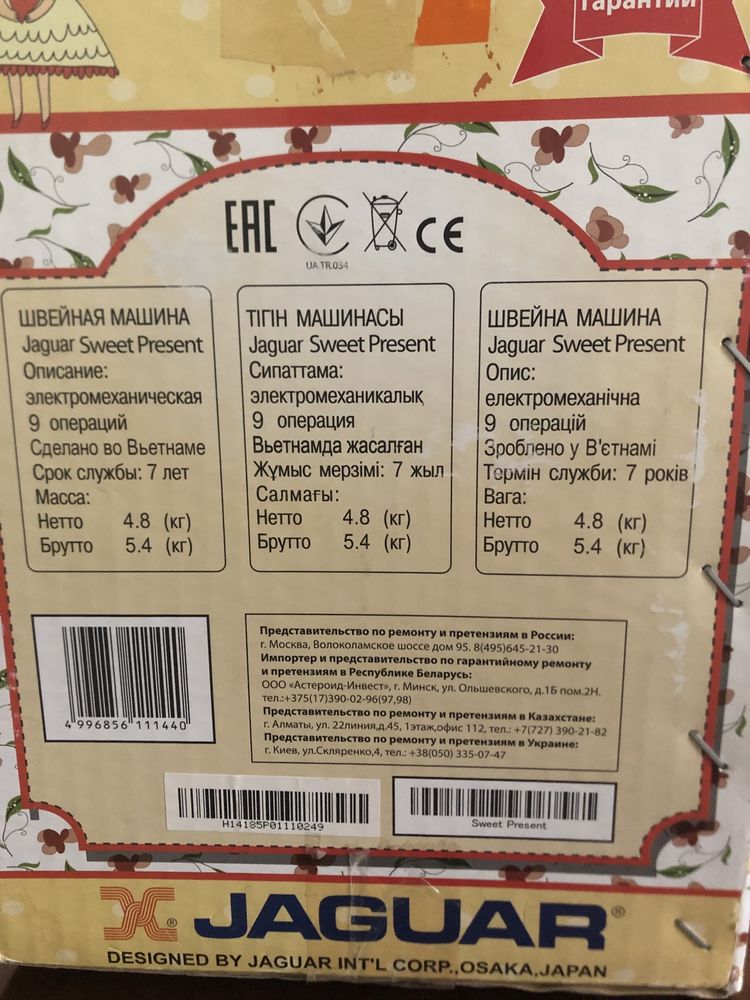 гарантии
EAC
UA.TR.034
CE
ШВЕЙНАЯ МАШИНА
Jaguar Sweet Present
Описание:
электромеханическая
9 операций
Сделано во Вьетнаме
Срок службы: 7 лет
Масса:
Нетто 4.8 (кг)
Брутто 5.4 (кг)
ТІГІН МАШИНАСЫ
Jaguar Sweet Present
Сипаттама:
электромеханикалық
9 операция
Вьетнамда жасалған
Жұмыс мерзімі: 7 жыл
Салмағы:
Нетто 4.8 (кг)
Брутто 5.4 (кг)
ШВЕЙНА МАШИНА
Jaguar Sweet Present
Опис:
електромеханічна
9 операцій
Зроблено у В'єтнамі
Термін служби: 7 років
Вага:
Нетто 4.8 (кг)
Брутто 5.4 (кг)
4 996856 111440
Представительство по ремонту и претензиям в России:
г. Москва, Волоколамское шоссе дом 95. 8(495)645-21-30
Импортер и представительство по гарантийному ремонту
и претензиям в Республике Беларусь:
ООО «Астероид-Инвест», г. Минск, ул. Ольшевского, д.1Б пом.2Н.
тел.:+375(17)390-02-96(97,98)
Представительство по ремонту и претензиям в Казахстане:
г. Алматы, ул. 22линия,д.45, 1этаж,офис 112, тел.: +7(727) 390-21-82
Представительство по ремонту и претензиям в Украине:
г. Киев, ул.Скляренко,4, тел.: +38(050) 335-07-47
H14185P01110249
Sweet Present
® JAGUAR®
DESIGNED BY JAGUAR INT'L CORP.,OSAKA,JAPAN